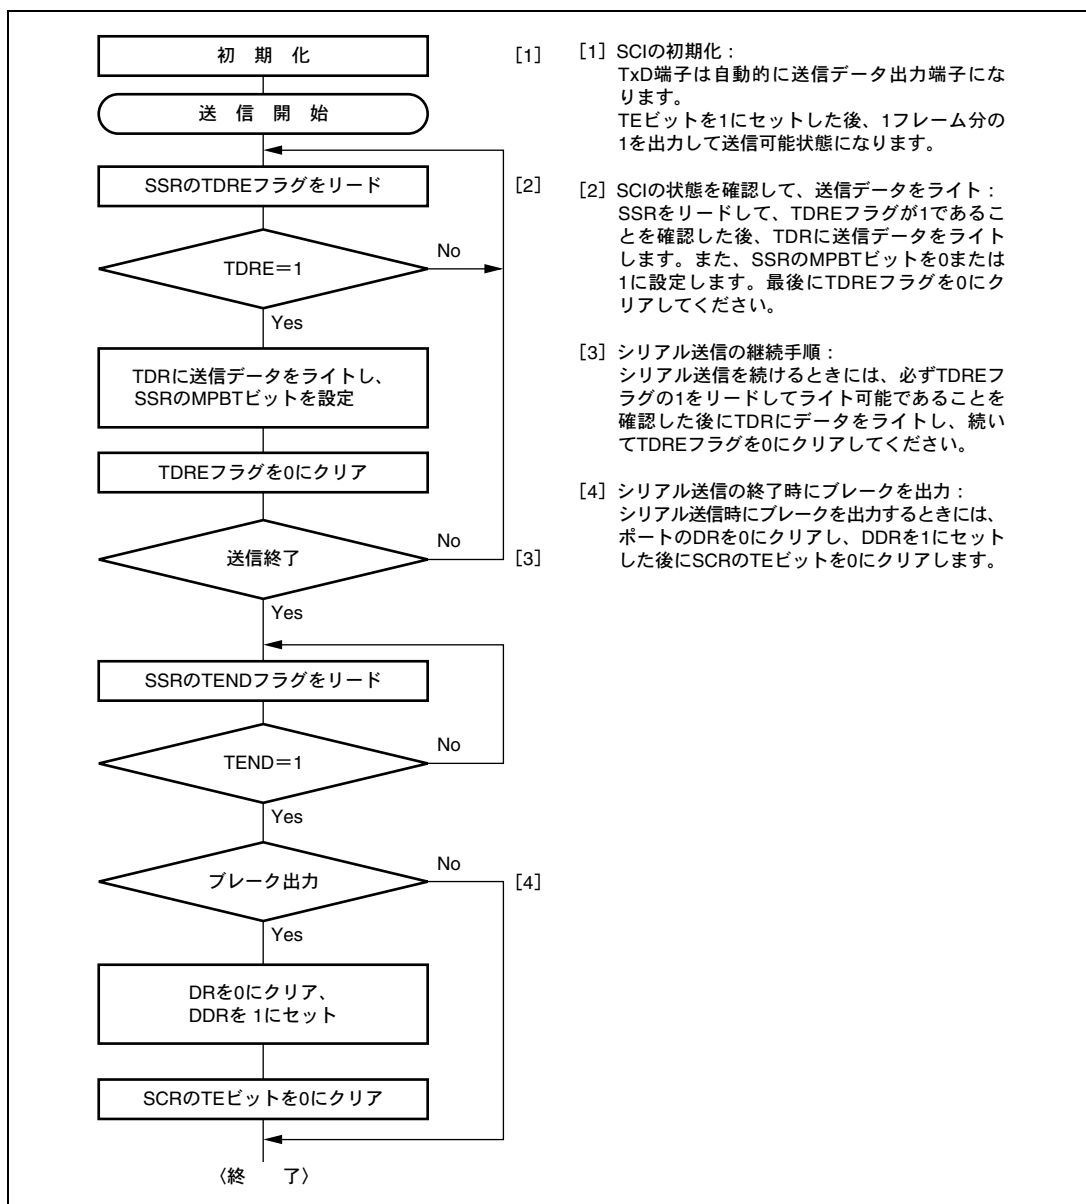 初 期 化 [1]
送 信 開 始
SSRのTDREフラグをリード [2]
TDRE＝1
No
Yes
TDRに送信データをライトし、
SSRのMPBTビットを設定
TDREフラグを0にクリア
送信終了
No
[3]
Yes
SSRのTENDフラグをリード
TEND＝1
No
Yes
ブレーク出力
No
[4]
Yes
DRを0にクリア、
DDRを 1にセット
SCRのTEビットを0にクリア
〈終 了〉
[1] SCIの初期化：
TxD端子は自動的に送信データ出力端子にな
ります。
TEビットを1にセットした後、1フレーム分の
1を出力して送信可能状態になります。
[2] SCIの状態を確認して、送信データをライト：
SSRをリードして、TDREフラグが1であるこ
とを確認した後、TDRに送信データをライト
します。また、SSRのMPBTビットを0または
1に設定します。最後にTDREフラグを0にク
リアしてください。
[3] シリアル送信の継続手順：
シリアル送信を続けるときには、必ずTDREフ
ラグの1をリードしてライト可能であることを
確認した後にTDRにデータをライトし、続い
てTDREフラグを0にクリアしてください。
[4] シリアル送信の終了時にブレークを出力：
シリアル送信時にブレークを出力するときには、
ポートのDRを0にクリアし、DDRを1にセット
した後にSCRのTEビットを0にクリアします。